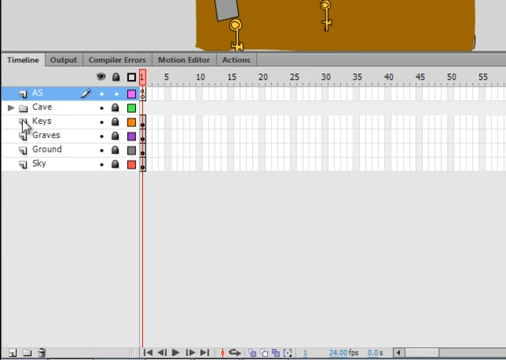 Timeline Output Compiler Errors Motion Editor Actions
1 5 10 15 20 25 30 35 40 45 50 55
AS
Cave
Keys
Graves
Ground
Sky
1 24.00 fps 0.0 s